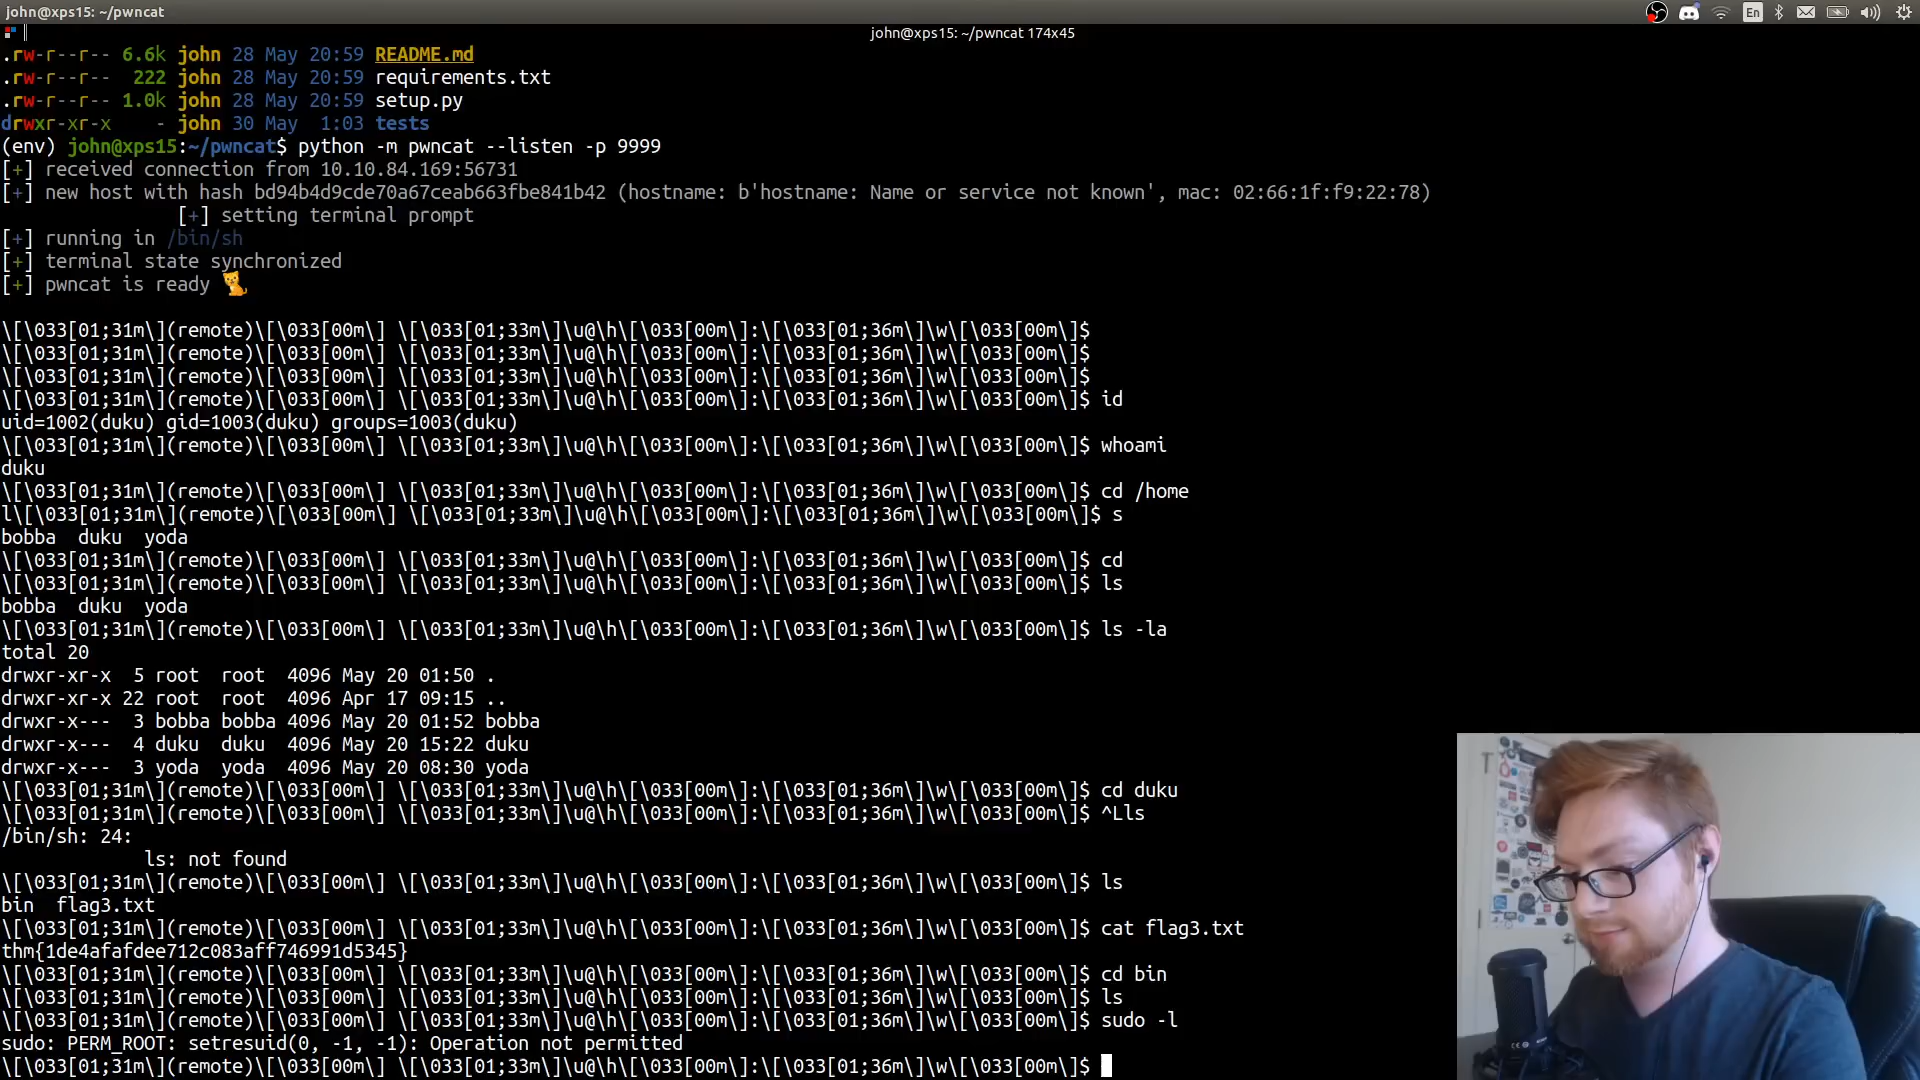 john@xps15: ~/pwncat
En
john@xps15: ~/pwncat 174x45
.rw-r--r-- 6.6k john 28 May 20:59 README.md
.rw-r--r--  222 john 28 May 20:59 requirements.txt
.rw-r--r-- 1.0k john 28 May 20:59 setup.py
drwxr-xr-x    - john 30 May  1:03 tests
(env) john@xps15:~/pwncat$ python -m pwncat --listen -p 9999
[+] received connection from 10.10.84.169:56731
[+] new host with hash bd94b4d9cde70a67ceab663fbe841b42 (hostname: b'hostname: Name or service not known', mac: 02:66:1f:f9:22:78)
[+] setting terminal prompt
[+] running in /bin/sh
[+] terminal state synchronized
[+] pwncat is ready 🐈
\[\033[01;31m\](remote)\[\033[00m\] \[\033[01;33m\]\u@\h\[\033[00m\]:\[\033[01;36m\]\w\[\033[00m\]$
\[\033[01;31m\](remote)\[\033[00m\] \[\033[01;33m\]\u@\h\[\033[00m\]:\[\033[01;36m\]\w\[\033[00m\]$
\[\033[01;31m\](remote)\[\033[00m\] \[\033[01;33m\]\u@\h\[\033[00m\]:\[\033[01;36m\]\w\[\033[00m\]$
\[\033[01;31m\](remote)\[\033[00m\] \[\033[01;33m\]\u@\h\[\033[00m\]:\[\033[01;36m\]\w\[\033[00m\]$ id
uid=1002(duku) gid=1003(duku) groups=1003(duku)
\[\033[01;31m\](remote)\[\033[00m\] \[\033[01;33m\]\u@\h\[\033[00m\]:\[\033[01;36m\]\w\[\033[00m\]$ whoami
duku
\[\033[01;31m\](remote)\[\033[00m\] \[\033[01;33m\]\u@\h\[\033[00m\]:\[\033[01;36m\]\w\[\033[00m\]$ cd /home
l\[\033[01;31m\](remote)\[\033[00m\] \[\033[01;33m\]\u@\h\[\033[00m\]:\[\033[01;36m\]\w\[\033[00m\]$ s
bobba  duku  yoda
\[\033[01;31m\](remote)\[\033[00m\] \[\033[01;33m\]\u@\h\[\033[00m\]:\[\033[01;36m\]\w\[\033[00m\]$ cd
\[\033[01;31m\](remote)\[\033[00m\] \[\033[01;33m\]\u@\h\[\033[00m\]:\[\033[01;36m\]\w\[\033[00m\]$ ls
bobba  duku  yoda
\[\033[01;31m\](remote)\[\033[00m\] \[\033[01;33m\]\u@\h\[\033[00m\]:\[\033[01;36m\]\w\[\033[00m\]$ ls -la
total 20
drwxr-xr-x  5 root  root  4096 May 20 01:50 .
drwxr-xr-x 22 root  root  4096 Apr 17 09:15 ..
drwxr-x---  3 bobba bobba 4096 May 20 01:52 bobba
drwxr-x---  4 duku  duku  4096 May 20 15:22 duku
drwxr-x---  3 yoda  yoda  4096 May 20 08:30 yoda
\[\033[01;31m\](remote)\[\033[00m\] \[\033[01;33m\]\u@\h\[\033[00m\]:\[\033[01;36m\]\w\[\033[00m\]$ cd duku
\[\033[01;31m\](remote)\[\033[00m\] \[\033[01;33m\]\u@\h\[\033[00m\]:\[\033[01;36m\]\w\[\033[00m\]$ ^Lls
/bin/sh: 24:
ls: not found
\[\033[01;31m\](remote)\[\033[00m\] \[\033[01;33m\]\u@\h\[\033[00m\]:\[\033[01;36m\]\w\[\033[00m\]$ ls
bin  flag3.txt
\[\033[01;31m\](remote)\[\033[00m\] \[\033[01;33m\]\u@\h\[\033[00m\]:\[\033[01;36m\]\w\[\033[00m\]$ cat flag3.txt
thm{1de4afafdee712c083aff746991d5345}
\[\033[01;31m\](remote)\[\033[00m\] \[\033[01;33m\]\u@\h\[\033[00m\]:\[\033[01;36m\]\w\[\033[00m\]$ cd bin
\[\033[01;31m\](remote)\[\033[00m\] \[\033[01;33m\]\u@\h\[\033[00m\]:\[\033[01;36m\]\w\[\033[00m\]$ ls
\[\033[01;31m\](remote)\[\033[00m\] \[\033[01;33m\]\u@\h\[\033[00m\]:\[\033[01;36m\]\w\[\033[00m\]$ sudo -l
sudo: PERM_ROOT: setresuid(0, -1, -1): Operation not permitted
\[\033[01;31m\](remote)\[\033[00m\] \[\033[01;33m\]\u@\h\[\033[00m\]:\[\033[01;36m\]\w\[\033[00m\]$